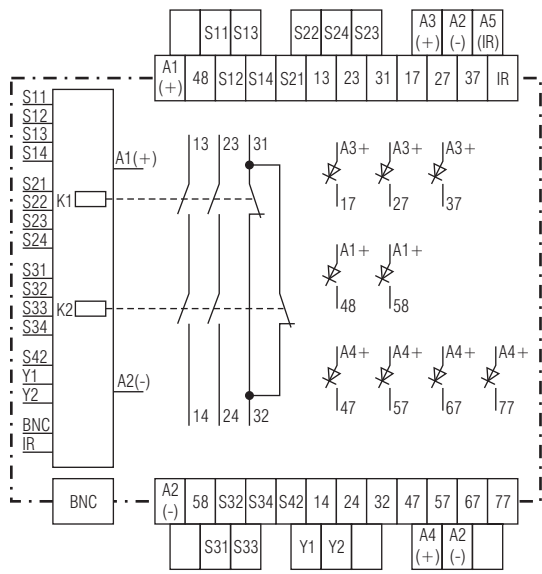 S11 S13 S22 S24 S23 A3 (+) A2 (-) A5 (IR)
A1 (+) 48 S12 S14 S21 13 23 31 17 27 37 IR
S11
S12
S13
S14
A1(+)
S21
S22
K1
S23
S24
S31
S32
S33
K2
S34
S42
Y1
A2(-)
Y2
BNC
IR
13 23 31
14 24 32
A3+ A3+ A3+
17 27 37
A1+ A1+
48 58
A4+ A4+ A4+ A4+
47 57 67 77
BNC
A2 (-) 58 S32 S34 S42 14 24 32 47 57 67 77
S31 S33 Y1 Y2 A4 (+) A2 (-)